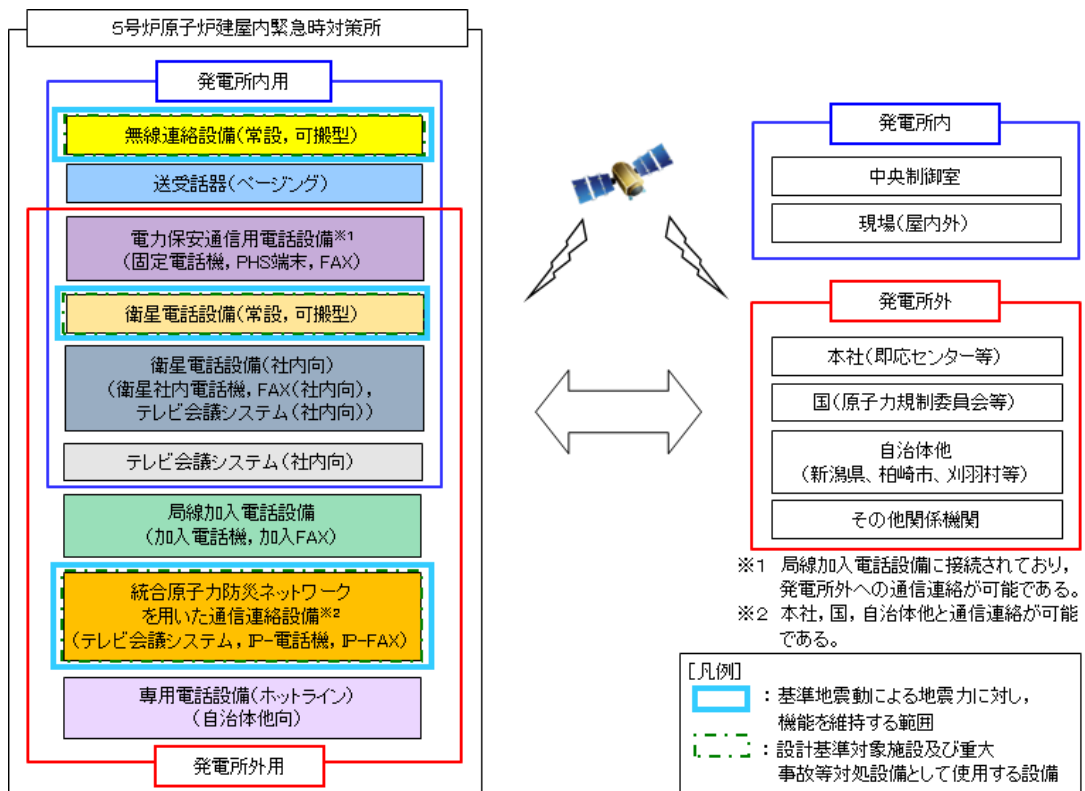 5号炉原子炉建屋内緊急時対策所
発電所内用
無線連絡設備(常設,可搬型)
送受話器(ページング)
電力保安通信用電話設備※1
(固定電話機,PHS端末,FAX)
衛星電話設備(常設,可搬型)
衛星電話設備(社内向)
(衛星社内電話機,FAX(社内向),
テレビ会議システム(社内向))
テレビ会議システム(社内向)
局線加入電話設備
(加入電話機,加入FAX)
統合原子力防災ネットワーク
を用いた通信連絡設備※2
(テレビ会議システム,IP-電話機,IP-FAX)
専用電話設備(ホットライン)
(自治体他向)
発電所外用
発電所内
中央制御室
現場(屋内外)
発電所外
本社(即応センター等)
国(原子力規制委員会等)
自治体他
(新潟県、柏崎市、刈羽村等)
その他関係機関
※1 局線加入電話設備に接続されており,
発電所外への通信連絡が可能である。
※2 本社,国,自治体他と通信連絡が可能
である。
[凡例]
:基準地震動による地震力に対し,
機能を維持する範囲
:設計基準対象施設及び重大
事故等対処設備として使用する設備